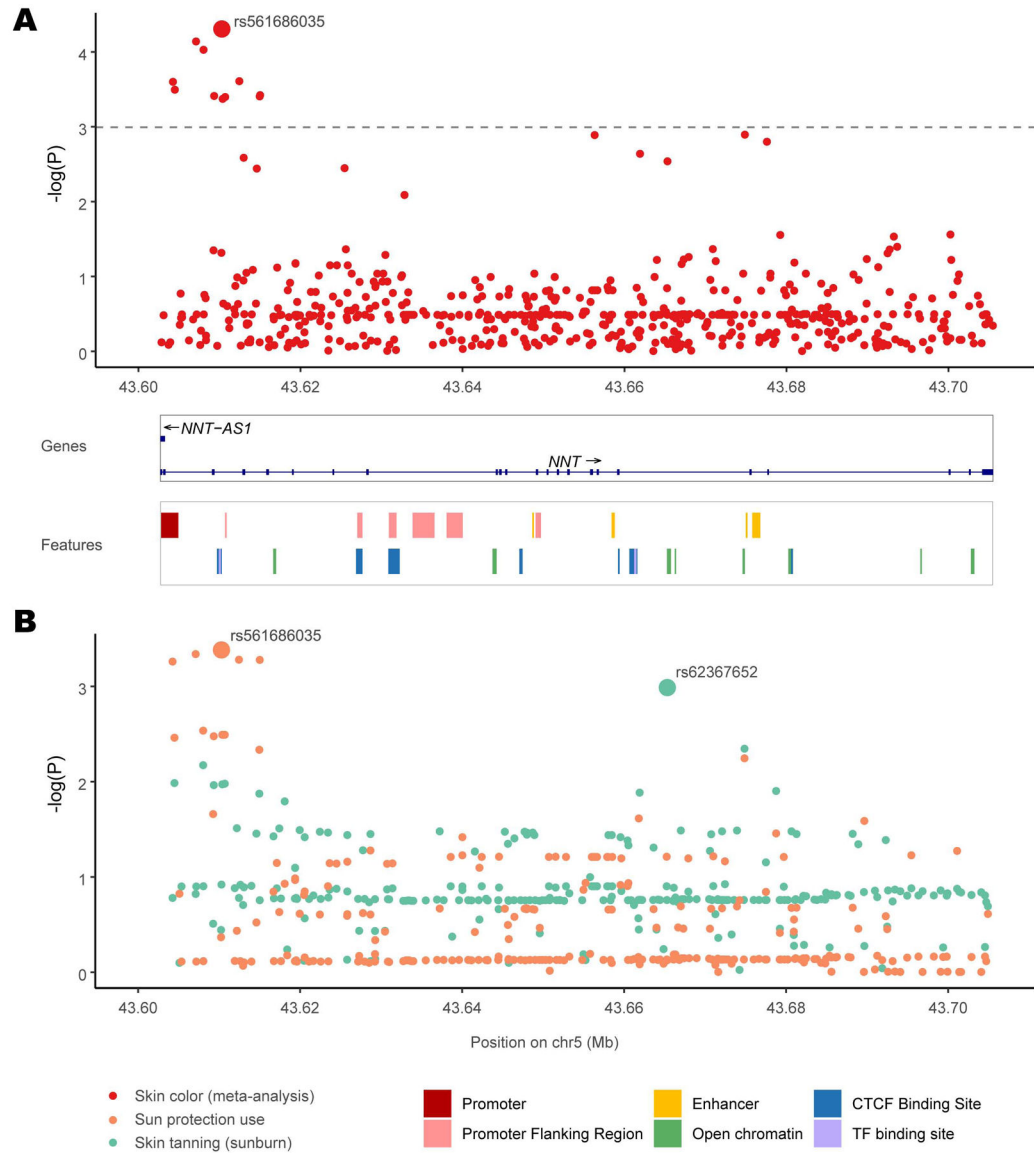 A
rs561686035
4
3
2
1
0
-log(P)
43.60 43.62 43.64 43.66 43.68 43.70
Genes
←NNT−AS1
NNT →
Features
B
rs561686035
rs62367652
3
2
1
0
-log(P)
43.60 43.62 43.64 43.66 43.68 43.70
Position on chr5 (Mb)
Skin color (meta-analysis)
Sun protection use
Skin tanning (sunburn)
Promoter
Promoter Flanking Region
Enhancer
Open chromatin
CTCF Binding Site
TF binding site